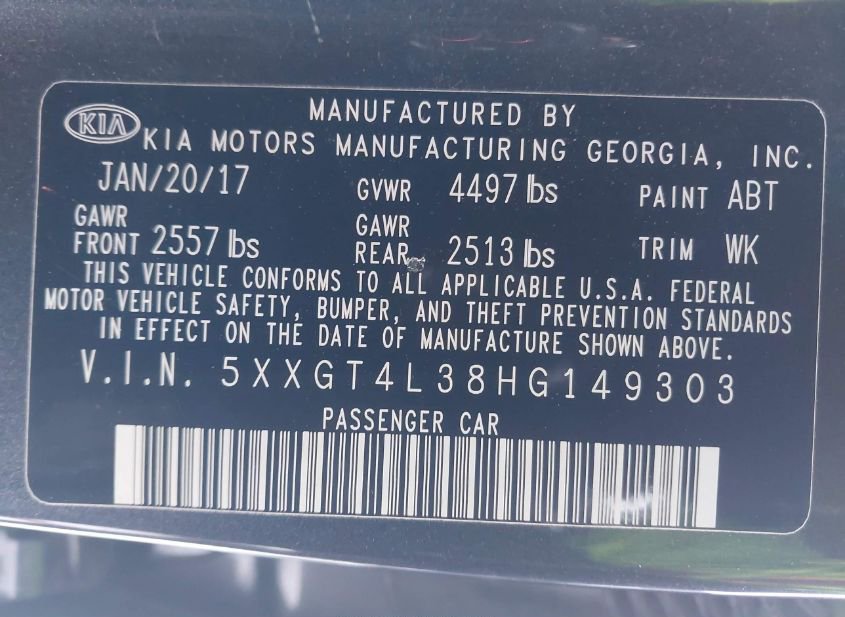 MANUFACTURED BY
KIA KIA MOTORS MANUFACTURING GEORGIA, INC.
JAN/20/17 GVWR 4497 lbs PAINT ABT
GAWR FRONT 2557 lbs GAWR REAR 2513 lbs TRIM WK
THIS VEHICLE CONFORMS TO ALL APPLICABLE U.S.A. FEDERAL
MOTOR VEHICLE SAFETY, BUMPER, AND THEFT PREVENTION STANDARDS
IN EFFECT ON THE DATE OF MANUFACTURE SHOWN ABOVE.
V.I.N. 5XXGT4L38HG149303
PASSENGER CAR